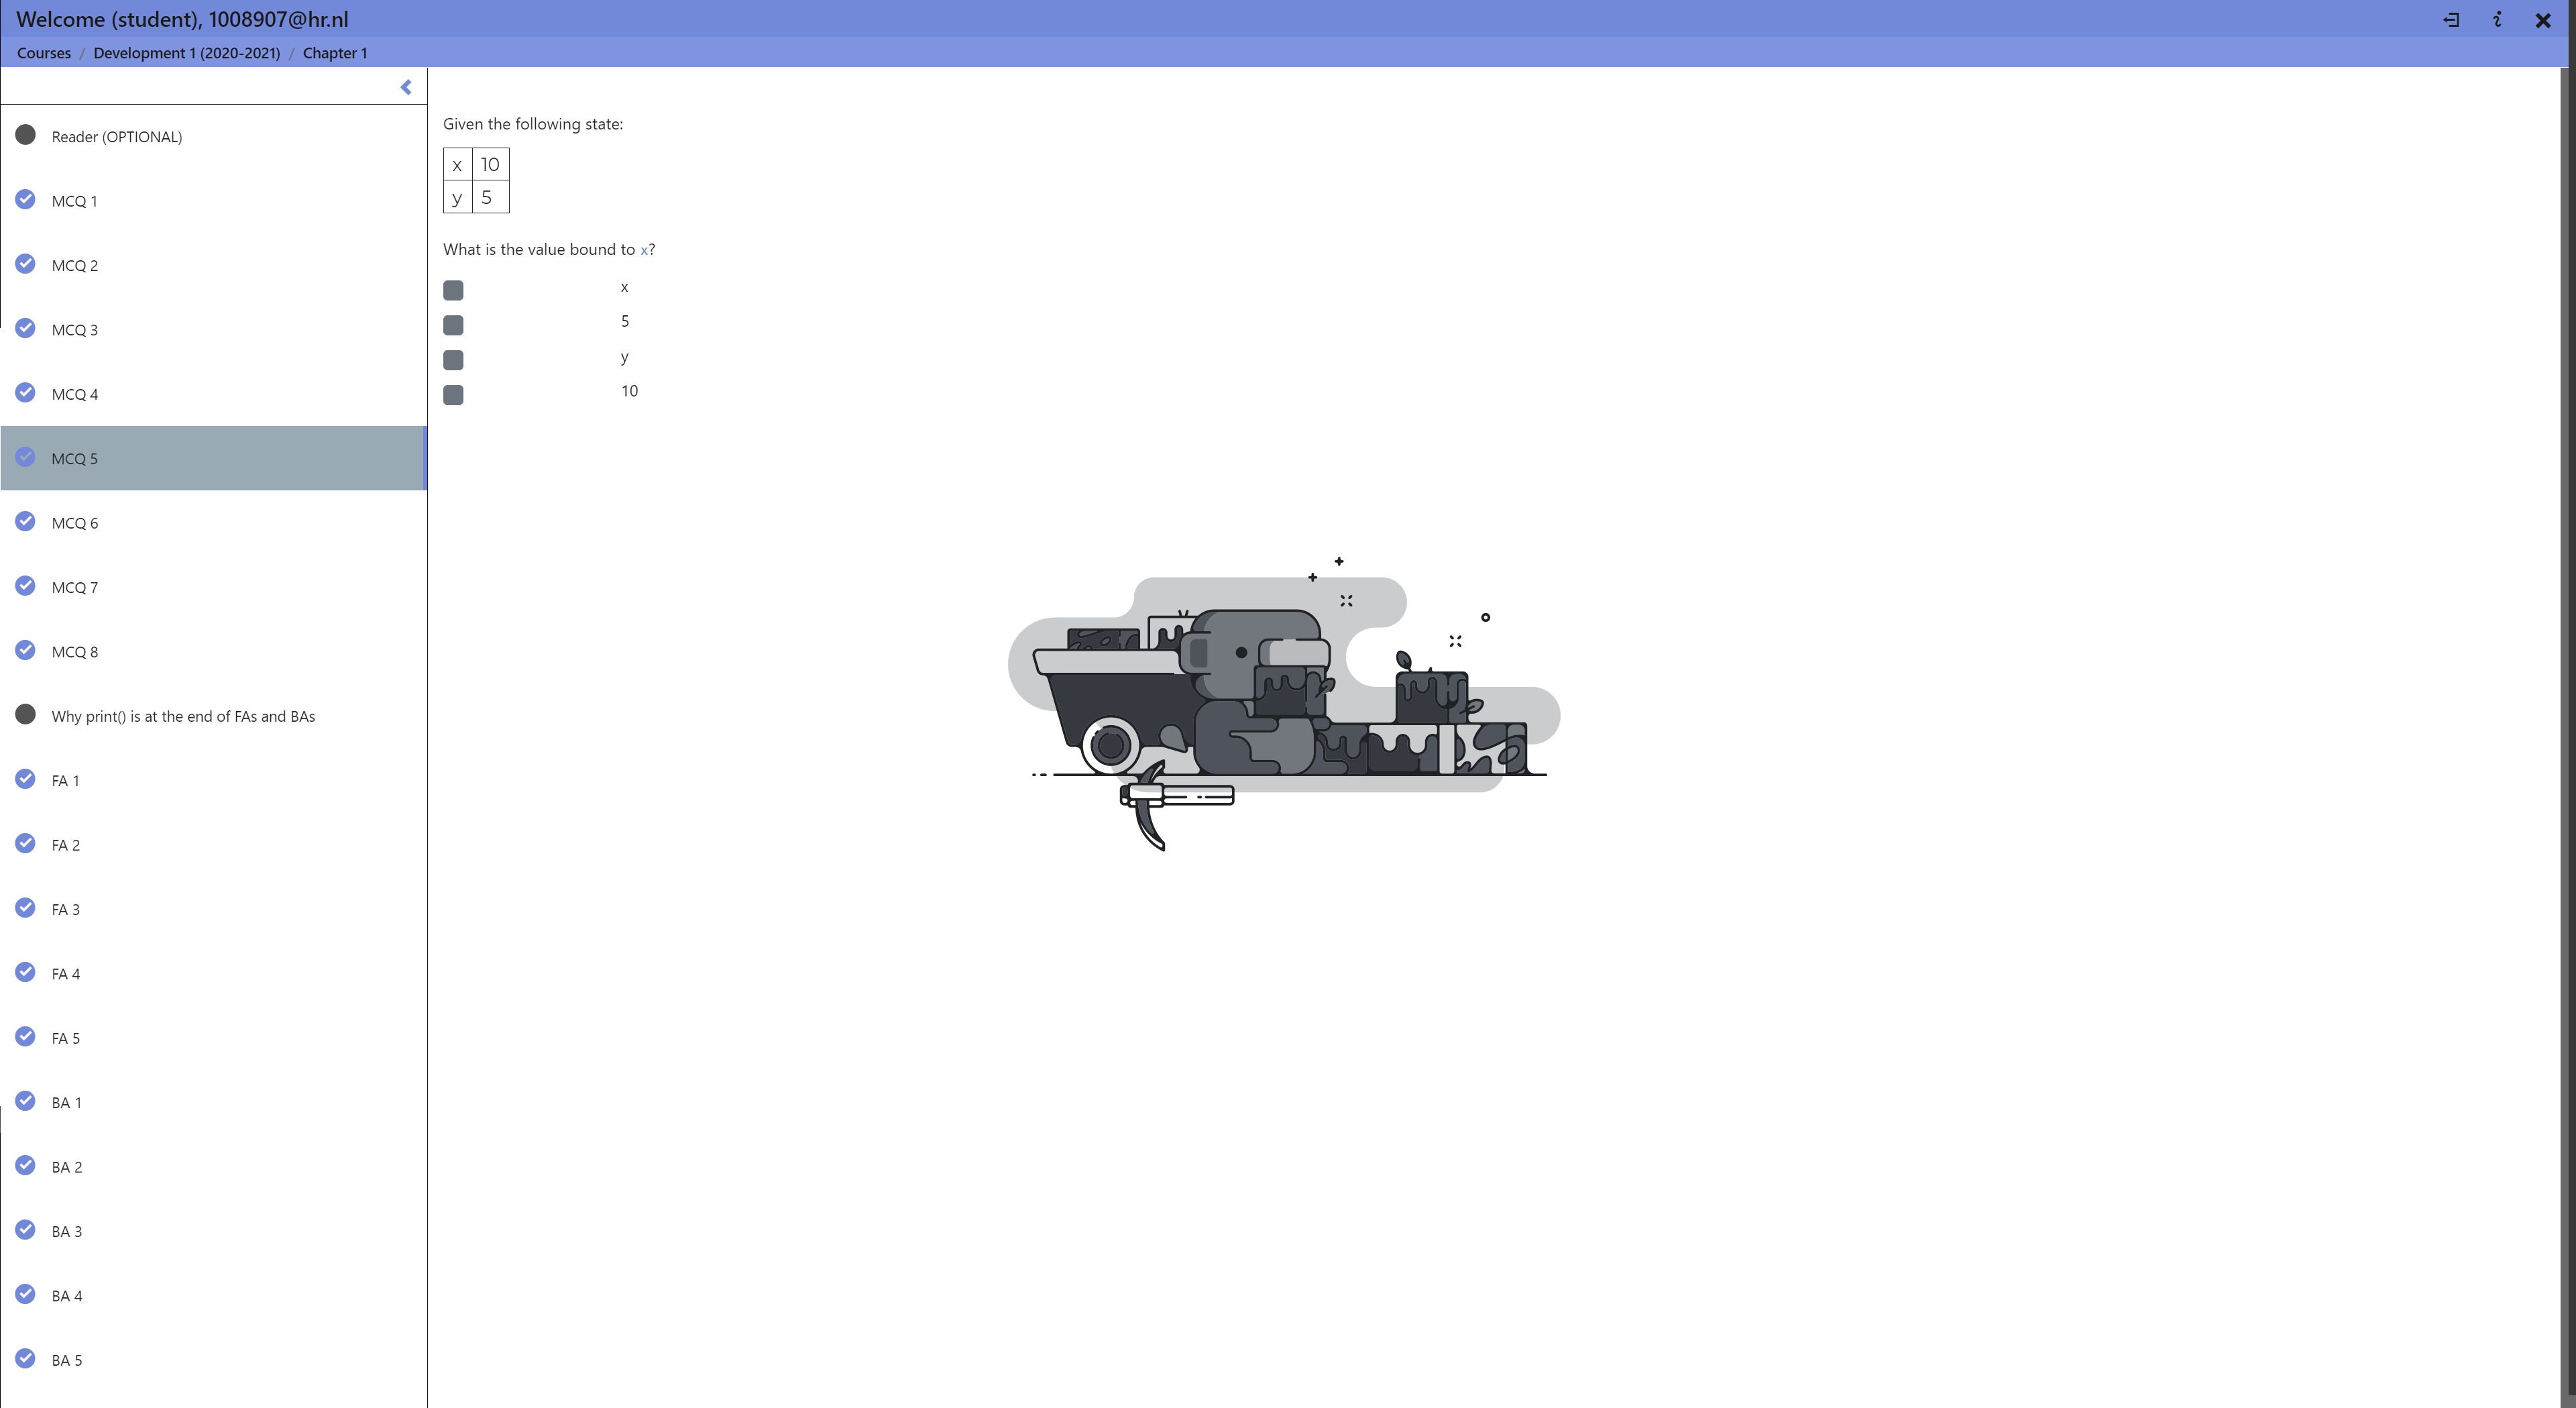 Welcome (student), 1008907@hr.nl
Courses / Development 1 (2020-2021) / Chapter 1
Reader (OPTIONAL)
MCQ 1
MCQ 2
MCQ 3
MCQ 4
MCQ 5
MCQ 6
MCQ 7
MCQ 8
Why print() is at the end of FAs and BAs
FA 1
FA 2
FA 3
FA 4
FA 5
BA 1
BA 2
BA 3
BA 4
BA 5
Given the following state:
x 10
y 5
What is the value bound to x?
x
5
y
10